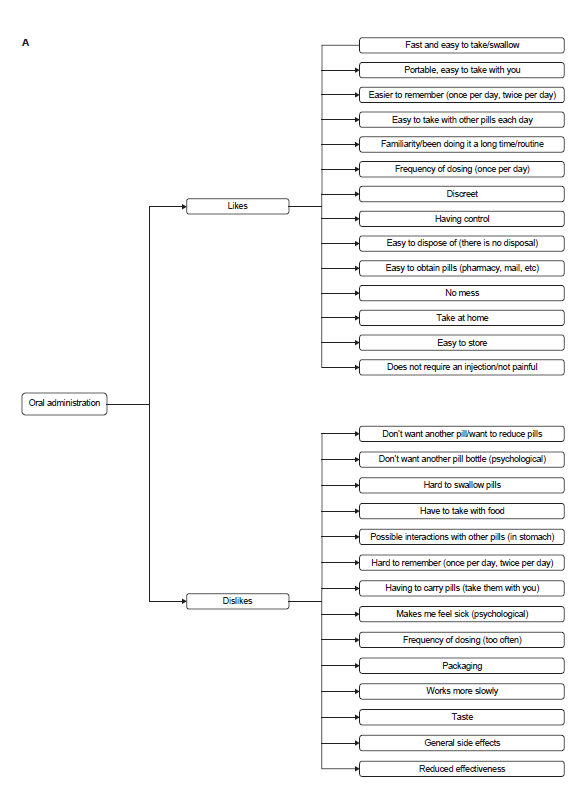 A
Fast and easy to take/swallow
Portable, easy to take with you
Easier to remember (once per day, twice per day)
Easy to take with other pills each day
Familiarity/been doing it a long time/routine
Frequency of dosing (once per day)
Discreet
Likes
Having control
Easy to dispose of (there is no disposal)
Easy to obtain pills (pharmacy, mail, etc)
No mess
Take at home
Easy to store
Does not require an injection/not painful
Oral administration
Don't want another pill/want to reduce pills
Don't want another pill bottle (psychological)
Hard to swallow pills
Have to take with food
Possible interactions with other pills (in stomach)
Hard to remember (once per day, twice per day)
Having to carry pills (take them with you)
Dislikes
Makes me feel sick (psychological)
Frequency of dosing (too often)
Packaging
Works more slowly
Taste
General side effects
Reduced effectiveness